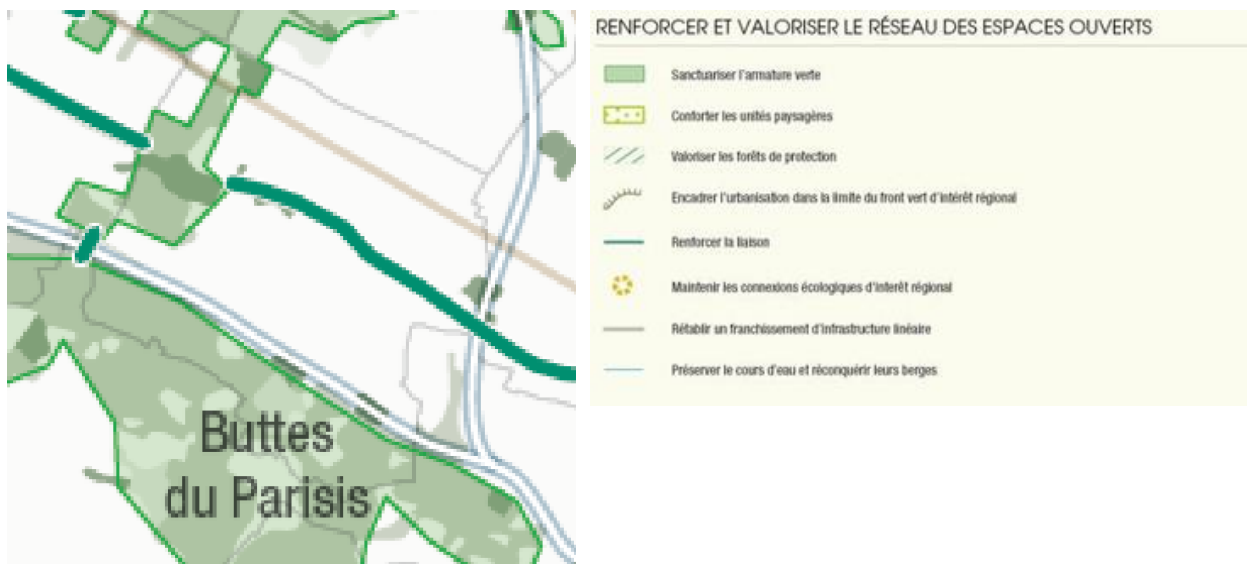 Buttes
du Parisis
RENFORCER ET VALORISER LE RÉSEAU DES ESPACES OUVERTS
Sanctuariser l'armature verte
Conforter les unités paysagères
Valoriser les forêts de protection
Encadrer l'urbanisation dans la limite du front vert d'intérêt régional
Renforcer la liaison
Maintenir les connexions écologiques d'interêt régional
Rétablir un franchissement d'infrastructure linéaire
Préserver le cours d'eau et réconquérir leurs berges